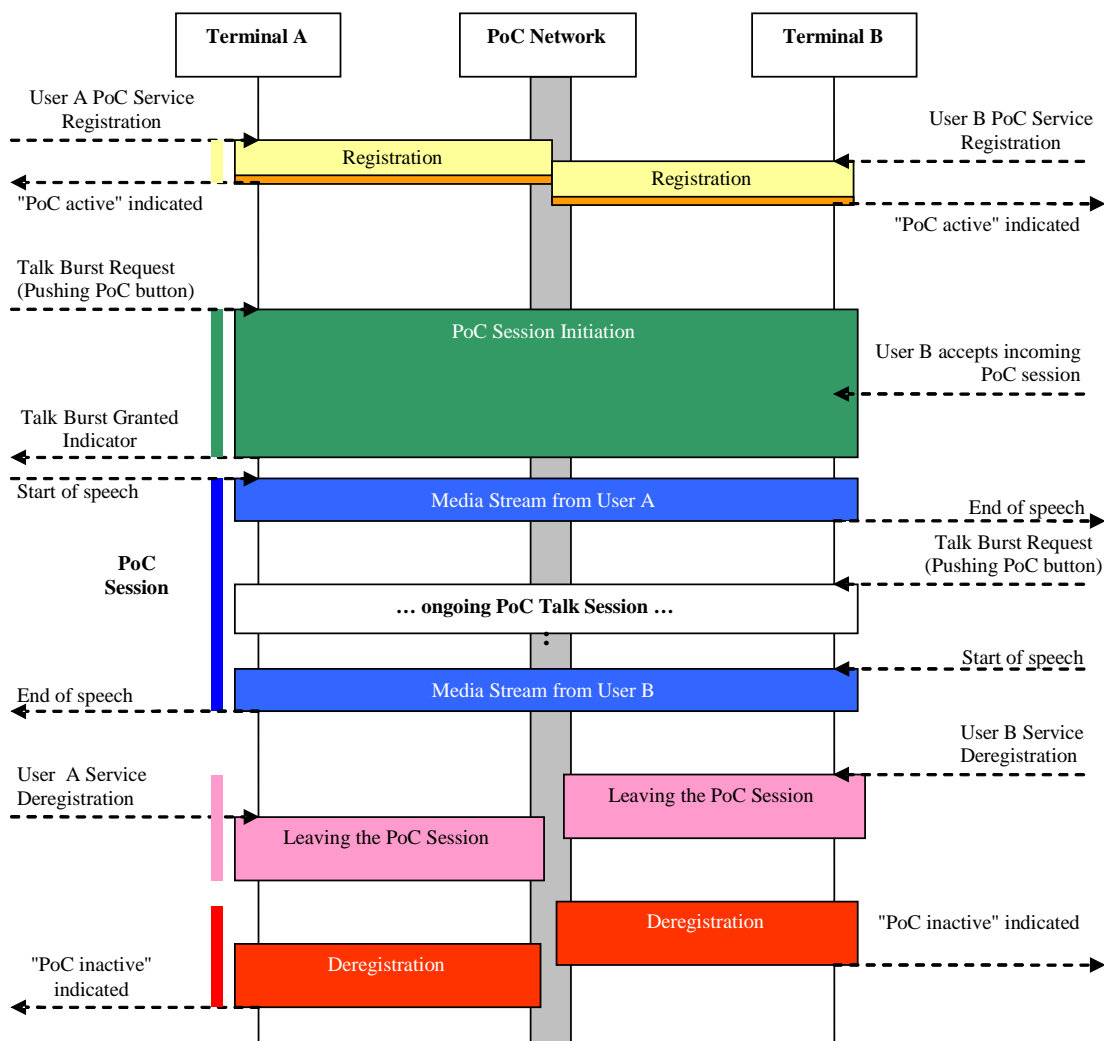 Terminal A
PoC Network
Terminal B
User A PoC Service
Registration
User B PoC Service
Registration
Registration
Registration
"PoC active" indicated
"PoC active" indicated
Talk Burst Request
(Pushing PoC button)
PoC Session Initiation
User B accepts incoming
PoC session
Talk Burst Granted
Indicator
Start of speech
Media Stream from User A
End of speech
Talk Burst Request
(Pushing PoC button)
PoC
Session
… ongoing PoC Talk Session …
:
Start of speech
Media Stream from User B
End of speech
User B Service
Deregistration
User A Service
Deregistration
Leaving the PoC Session
Leaving the PoC Session
Deregistration
"PoC inactive" indicated
Deregistration
"PoC inactive"
indicated